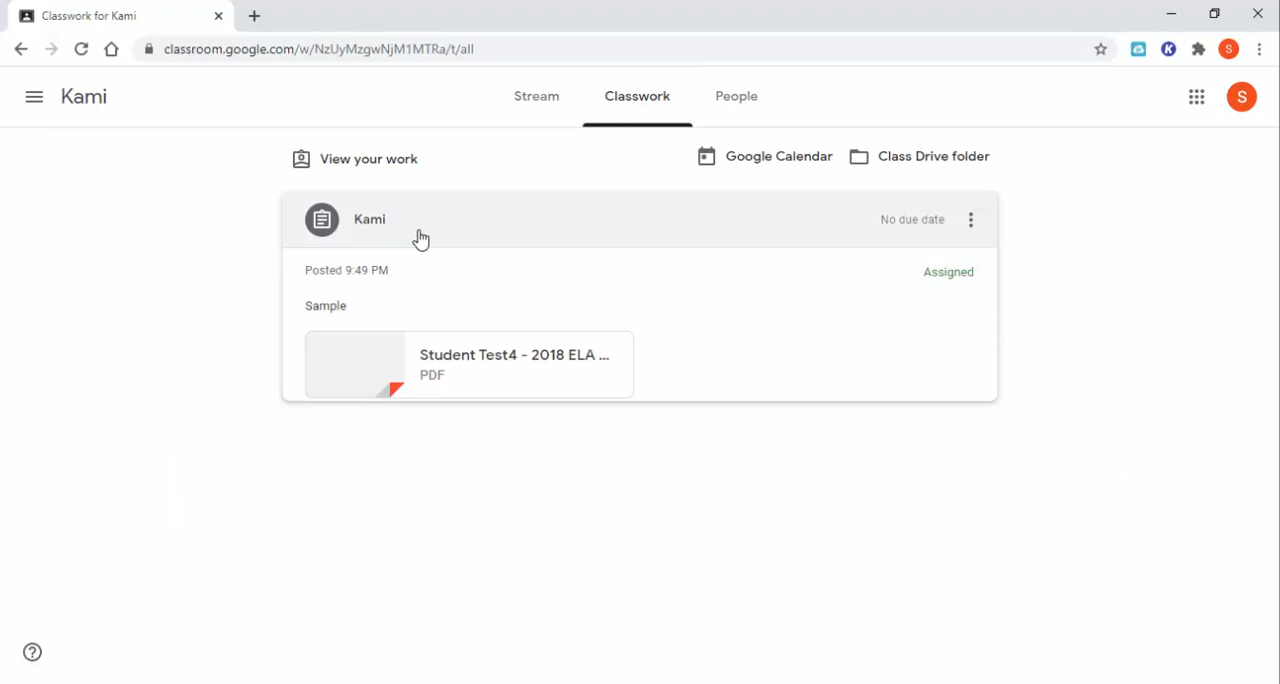 Classwork for Kami
classroom.google.com/w/NzUyMzgwNjM1MTRa/t/all
K
S
Kami
Stream
Classwork
People
S
View your work
Google Calendar
Class Drive folder
Kami
No due date
Posted 9:49 PM
Assigned
Sample
Student Test4 - 2018 ELA ...
PDF